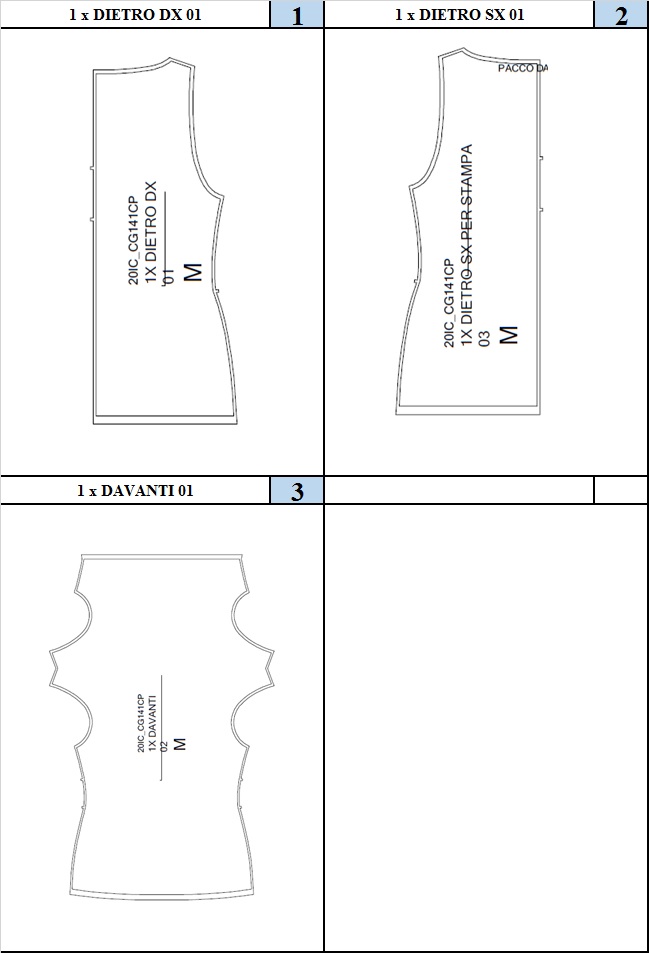 1 x DIETRO DX 01
1
1 x DIETRO SX 01
2
20IC_CG141CP
1X DIETRO DX
01
M
PACCO DA
20IC_CG141CP
1X DIETRO SX PER STAMPA
03
M
1 x DAVANTI 01
3
20IC_CG141CP
1X DAVANTI
02
M